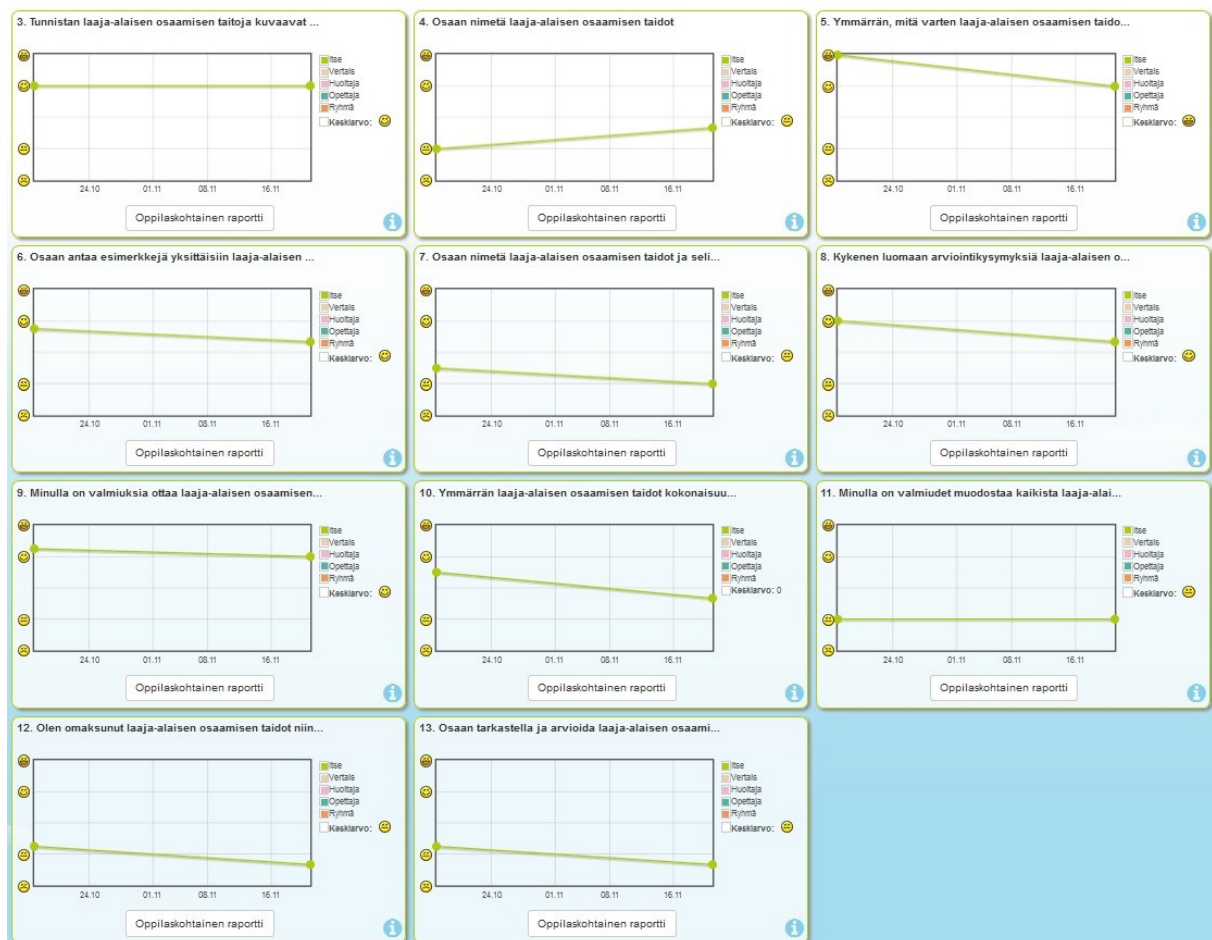 3. Tunnistan laaja-alaisen osaamisen taitoja kuvaavat ...
Itse
Vertais
Huoltaja
Opettaja
Ryhmä
Keskiarvo:
24.10 01.11 08.11 16.11
Oppilaskohtainen raportti
4. Osaan nimetä laaja-alaisen osaamisen taidot
Itse
Vertais
Huoltaja
Opettaja
Ryhmä
Keskiarvo:
24.10 01.11 08.11 16.11
Oppilaskohtainen raportti
5. Ymmärrän, mitä varten laaja-alaisen osaamisen taido...
Itse
Vertais
Huoltaja
Opettaja
Ryhmä
Keskiarvo:
24.10 01.11 08.11 16.11
Oppilaskohtainen raportti
6. Osaan antaa esimerkkejä yksittäisiin laaja-alaisen ...
Itse
Vertais
Huoltaja
Opettaja
Ryhmä
Keskiarvo:
24.10 01.11 08.11 16.11
Oppilaskohtainen raportti
7. Osaan nimetä laaja-alaisen osaamisen taidot ja seli...
Itse
Vertais
Huoltaja
Opettaja
Ryhmä
Keskiarvo:
24.10 01.11 08.11 16.11
Oppilaskohtainen raportti
8. Kykenen luomaan arviointikysymyksiä laaja-alaisen o...
Itse
Vertais
Huoltaja
Opettaja
Ryhmä
Keskiarvo:
24.10 01.11 08.11 16.11
Oppilaskohtainen raportti
9. Minulla on valmiuksia ottaa laaja-alaisen osaamisen...
Itse
Vertais
Huoltaja
Opettaja
Ryhmä
Keskiarvo:
24.10 01.11 08.11 16.11
Oppilaskohtainen raportti
10. Ymmärrän laaja-alaisen osaamisen taidot kokonaisuu...
Itse
Vertais
Huoltaja
Opettaja
Ryhmä
Keskiarvo: 0
24.10 01.11 08.11 16.11
Oppilaskohtainen raportti
11. Minulla on valmiudet muodostaa kaikista laaja-alai...
Itse
Vertais
Huoltaja
Opettaja
Ryhmä
Keskiarvo:
24.10 01.11 08.11 16.11
Oppilaskohtainen raportti
12. Olen omaksunut laaja-alaisen osaamisen taidot niin...
Itse
Vertais
Huoltaja
Opettaja
Ryhmä
Keskiarvo:
24.10 01.11 08.11 16.11
Oppilaskohtainen raportti
13. Osaan tarkastella ja arvioida laaja-alaisen osaami...
Itse
Vertais
Huoltaja
Opettaja
Ryhmä
Keskiarvo:
24.10 01.11 08.11 16.11
Oppilaskohtainen raportti